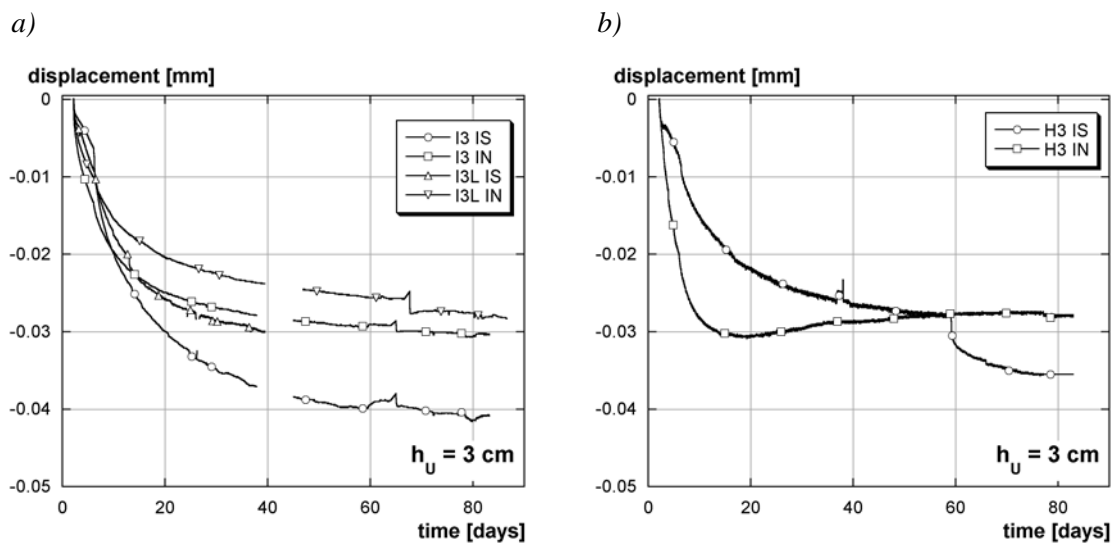 a)
displacement [mm]
0
-0.01
-0.02
-0.03
-0.04
-0.05
I3 IS
I3 IN
I3L IS
I3L IN
hU = 3 cm
0 20 40 60 80
time [days]
b)
displacement [mm]
0
-0.01
-0.02
-0.03
-0.04
-0.05
H3 IS
H3 IN
hU = 3 cm
0 20 40 60 80
time [days]